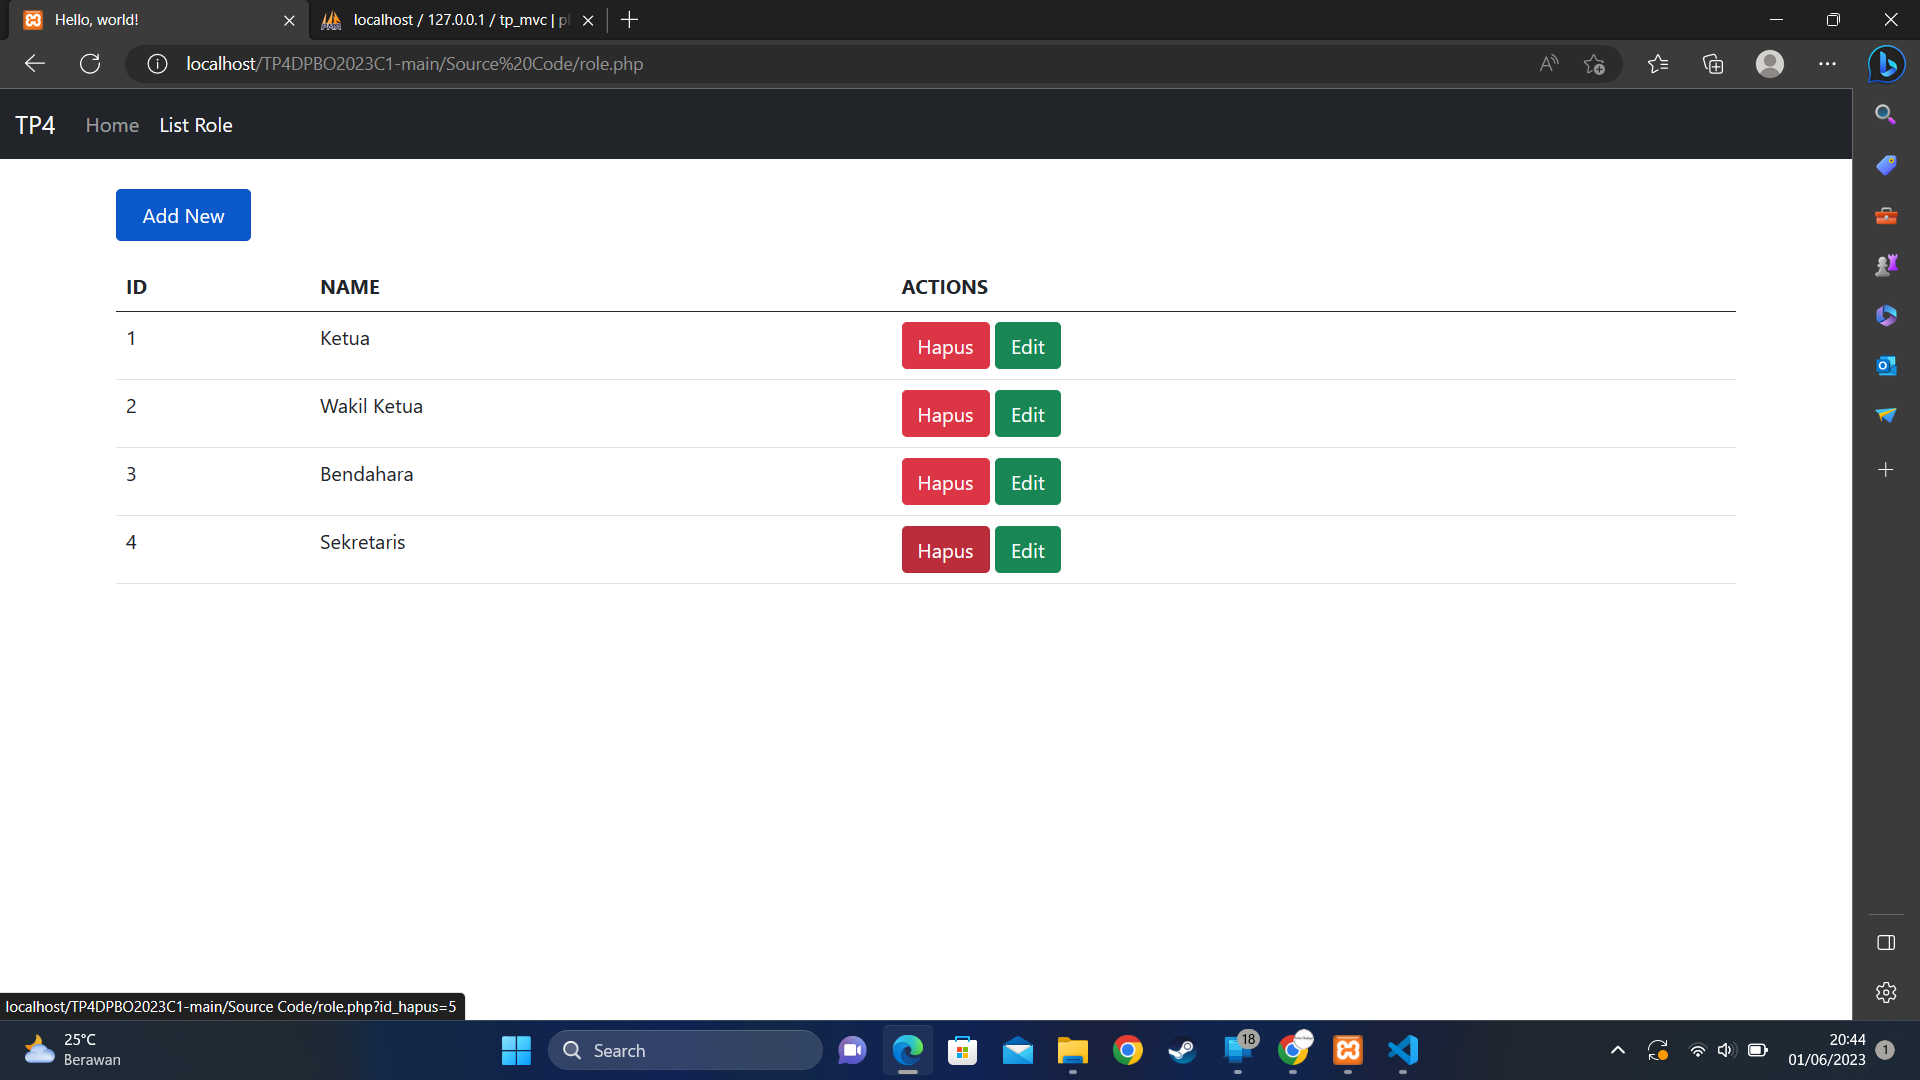 Hello, world!
localhost / 127.0.0.1 / tp_mvc | p
localhost/TP4DPBO2023C1-main/Source%20Code/role.php
TP4 Home List Role
Add New
ID NAME ACTIONS
1 Ketua Hapus Edit
2 Wakil Ketua Hapus Edit
3 Bendahara Hapus Edit
4 Sekretaris Hapus Edit
localhost/TP4DPBO2023C1-main/Source Code/role.php?id_hapus=5
25°C
Berawan
Search
18
20:44
01/06/2023
1